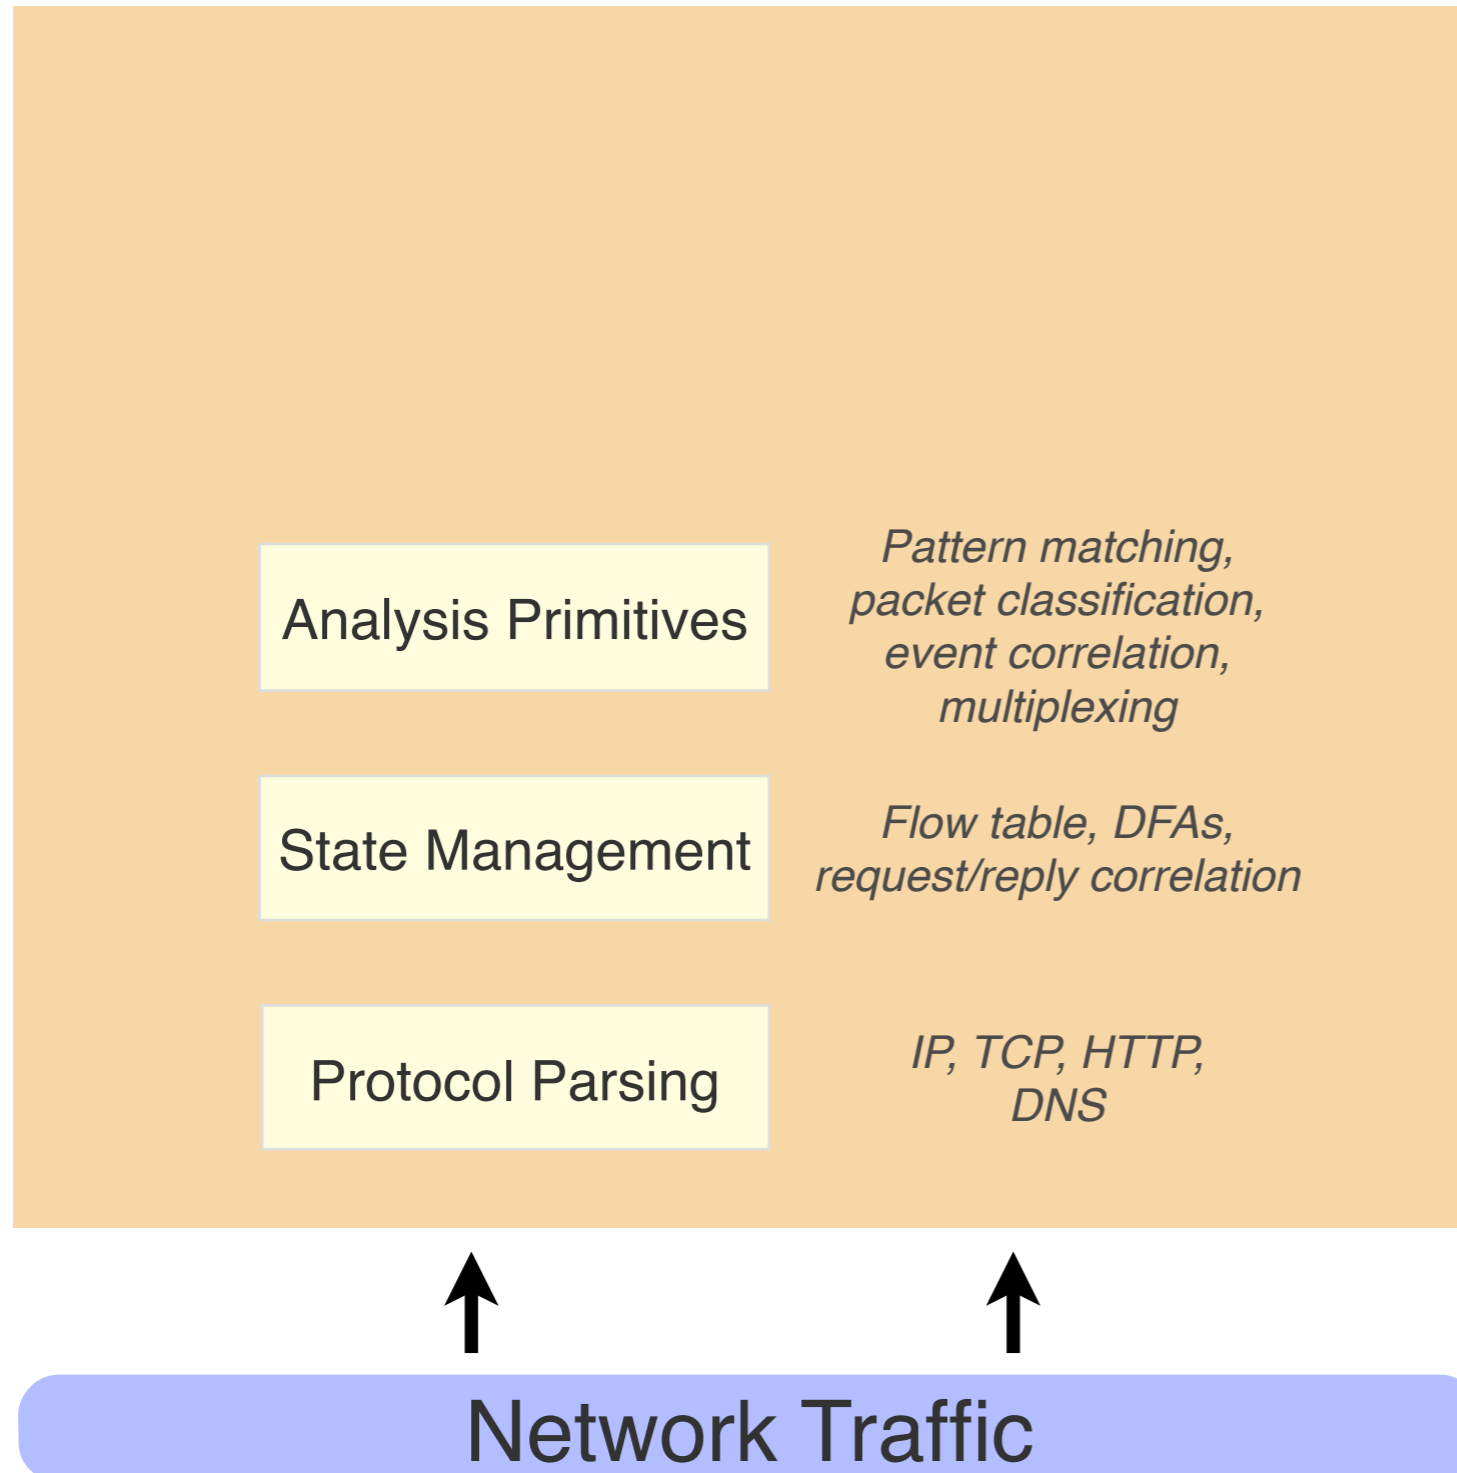 Analysis Primitives
Pattern matching,
packet classification,
event correlation,
multiplexing
State Management
Flow table, DFAs,
request/reply correlation
Protocol Parsing
IP, TCP, HTTP,
DNS
Network Traffic